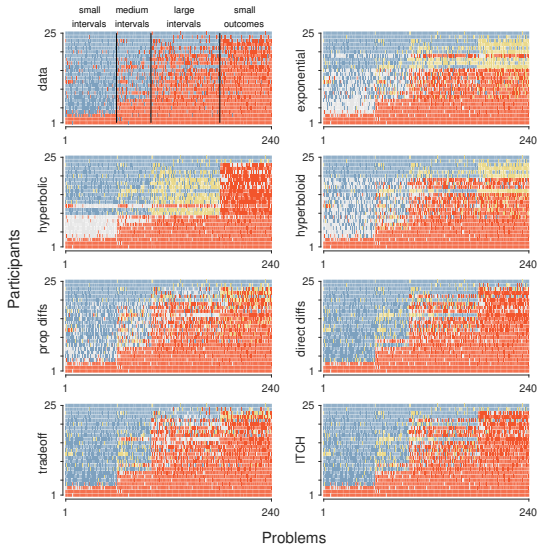 small medium large small
intervals intervals intervals outcomes
25
data
1
1 240
25
exponential
1
1 240
25
hyperbolic
1
1 240
25
hyperboloid
1
1 240
Participants
25
prop diffs
1
1 240
25
direct diffs
1
1 240
25
tradeoff
1
1 240
25
ITCH
1
1 240
Problems